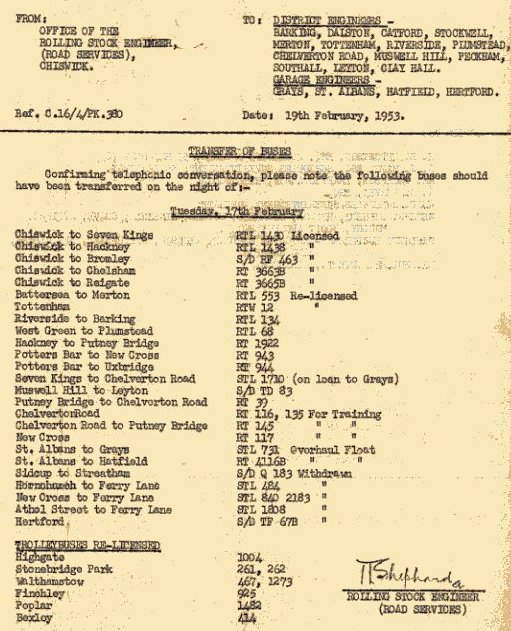 FROM: TO: DISTRICT ENGINEERS -
OFFICE OF THE BARKING, DALSTON, CATFORD, STOCKWELL,
ROLLING STOCK ENGINEER, MERTON, TOTTENHAM, RIVERSIDE, PLUMSTEAD,
(ROAD SERVICES), CHELVERTON ROAD, MUSWELL HILL, PECKHAM,
CHISWICK. SOUTHALL, LEYTON, CLAY HALL.
GARAGE ENGINEERS -
GRAYS, ST. ALBANS, HATFIELD, HERTFORD.
Ref. C.16/4/PK.380 Date: 19th February, 1953.
TRANSFER OF BUSES
Confirming telephonic conversation, please note the following buses should
have been transferred on the night of:-
Tuesday, 17th February
Chiswick to Seven Kings RTL 1430 Licensed
Chiswick to Hackney RTL 1438 "
Chiswick to Bromley S/D RF 463 "
Chiswick to Chelsham RT 3663B "
Chiswick to Reigate RT 3665B "
Battersea to Merton RTL 553 Re-licensed
Tottenham RTW 12 "
Riverside to Barking RTL 134
West Green to Plumstead RTL 68
Hackney to Putney Bridge RT 1922
Potters Bar to New Cross RT 943
Potters Bar to Uxbridge RT 944
Seven Kings to Chelverton Road STL 1710 (on loan to Grays)
Muswell Hill to Leyton S/D TD 83
Putney Bridge to Chelverton Road RT 39
ChelvertonRoad RT 116, 135 For Training
Chelverton Road to Putney Bridge RT 145 " "
New Cross RT 117 " "
St. Albans to Grays STL 731 Overhaul Float
St. Albans to Hatfield RT 4116B " "
Sidcup to Streatham S/D Q 183 Withdrawn
Hornchurch to Ferry Lane STL 484 "
New Cross to Ferry Lane STL 840 2183 "
Athol Street to Ferry Lane STL 1808 "
Hertford S/D TF 67B "
TROLLEYBUSES RE-LICENSED
Highgate 1004
Stonebridge Park 261, 262
Walthamstow 467, 1273
Finchley 925
Poplar 1482
Bexley 414
T Shephard
ROLLING STOCK ENGINEER
(ROAD SERVICES)